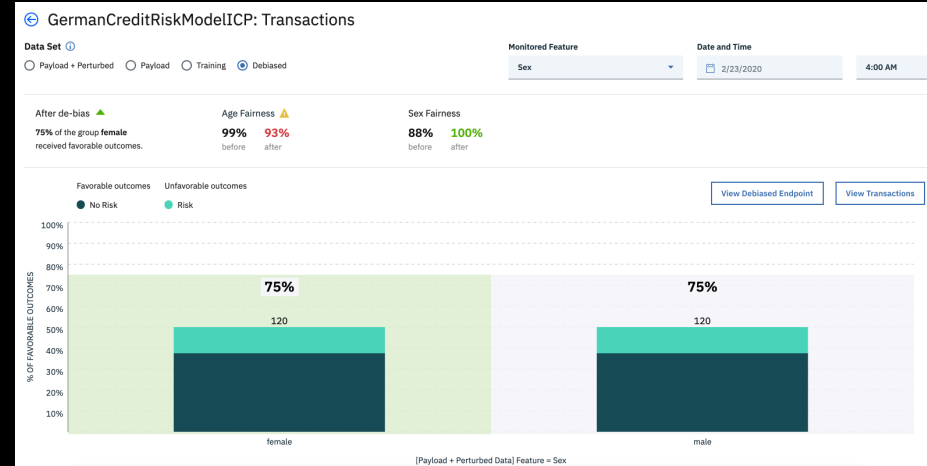 GermanCreditRiskModelICP: Transactions
Data Set
Payload + Perturbed Payload Training Debiased
Monitored Feature
Sex
Date and Time
2/23/2020
4:00 AM
After de-bias
75% of the group female
received favorable outcomes.
Age Fairness
99% 93%
before after
Sex Fairness
88% 100%
before after
Favorable outcomes Unfavorable outcomes
No Risk Risk
View Debiased Endpoint
View Transactions
% OF FAVORABLE OUTCOMES
100%
90%
80%
70%
60%
50%
40%
30%
20%
10%
75% 75%
120 120
female male
[Payload + Perturbed Data] Feature = Sex